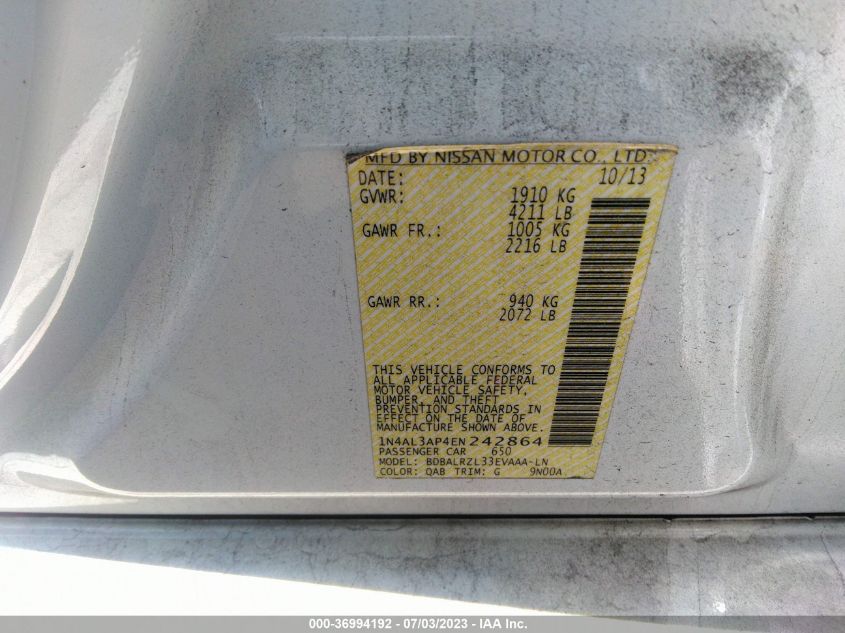 MFD BY NISSAN MOTOR CO., LTD.
DATE: 10/13
GVWR: 1910 KG
4211 LB
GAWR FR.: 1005 KG
2216 LB
GAWR RR.: 940 KG
2072 LB
THIS VEHICLE CONFORMS TO
ALL APPLICABLE FEDERAL
MOTOR VEHICLE SAFETY,
BUMPER, AND THEFT
PREVENTION STANDARDS IN
EFFECT ON THE DATE OF
MANUFACTURE SHOWN ABOVE.
1N4AL3AP4EN242864
PASSENGER CAR 650
MODEL: BDBALRZL33EVAAA-LN
COLOR: QAB TRIM: G 9N00A
000-36994192 - 07/03/2023 - IAA Inc.